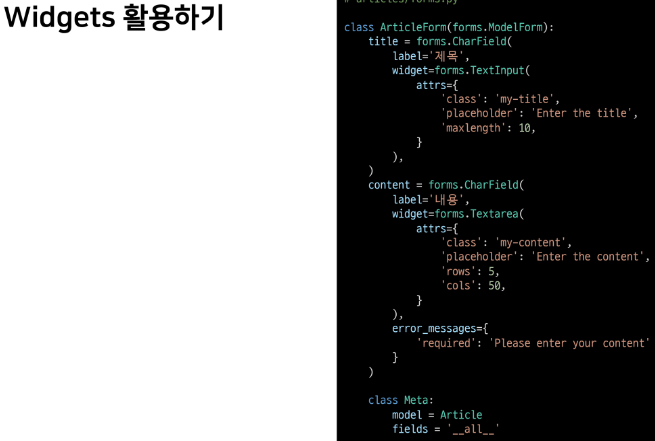 Widgets 활용하기
# articles/forms.py
class ArticleForm(forms.ModelForm):
    title = forms.CharField(
        label='제목',
        widget=forms.TextInput(
            attrs={
                'class': 'my-title',
                'placeholder': 'Enter the title',
                'maxlength': 10,
            }
        ),
    )
    content = forms.CharField(
        label='내용',
        widget=forms.Textarea(
            attrs={
                'class': 'my-content',
                'placeholder': 'Enter the content',
                'rows': 5,
                'cols': 50,
            }
        ),
        error_messages={
            'required': 'Please enter your content'
        }
    )
    class Meta:
        model = Article
        fields = '__all__'